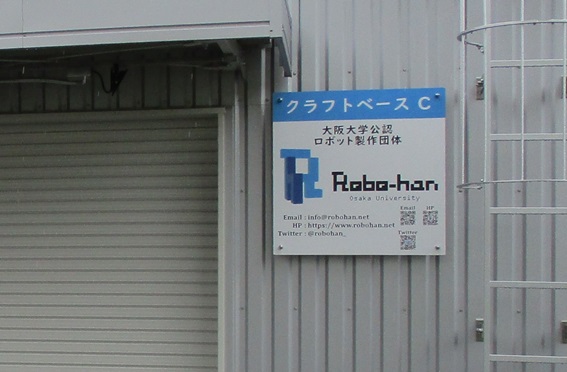 クラフトベース C
大阪大学公認
ロボット製作団体
Robo-han
Osaka University
Email HP
Email : info@robohan.net
HP : https://www.robohan.net
Twitter : @robohan_
Twitter